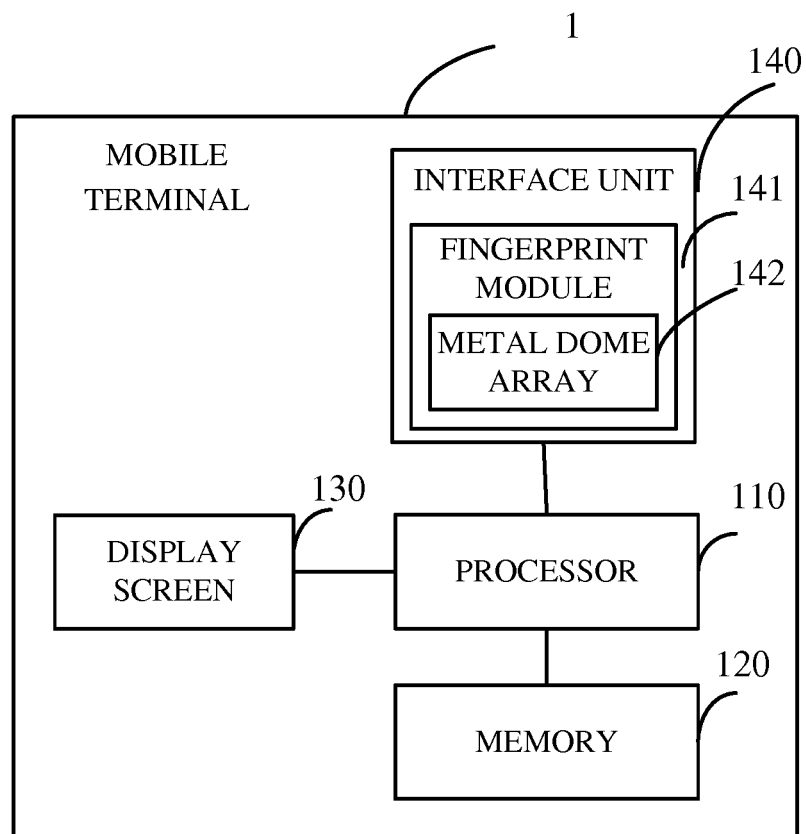 1
140
MOBILE
TERMINAL
INTERFACE UNIT
141
FINGERPRINT
MODULE
142
METAL DOME
ARRAY
130
110
DISPLAY
SCREEN
PROCESSOR
120
MEMORY